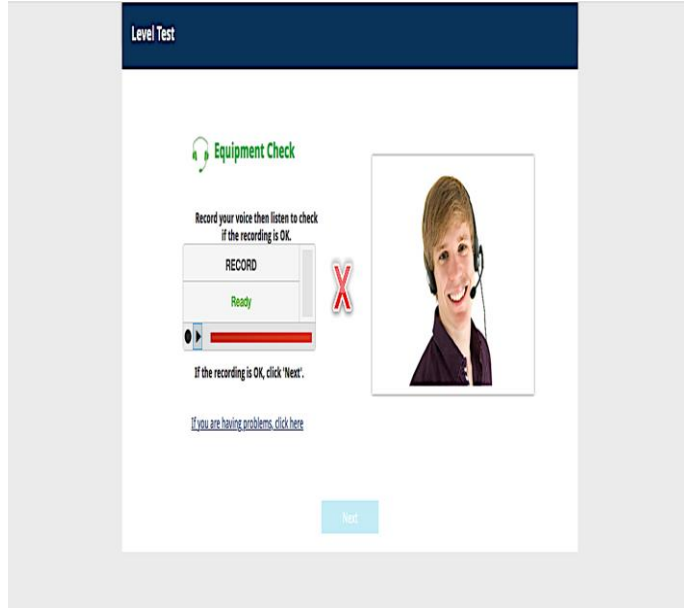 Level Test
Equipment Check
Record your voice then listen to check
if the recording is OK.
RECORD
Ready
X
If the recording is OK, click 'Next'.
If you are having problems, click here
Next